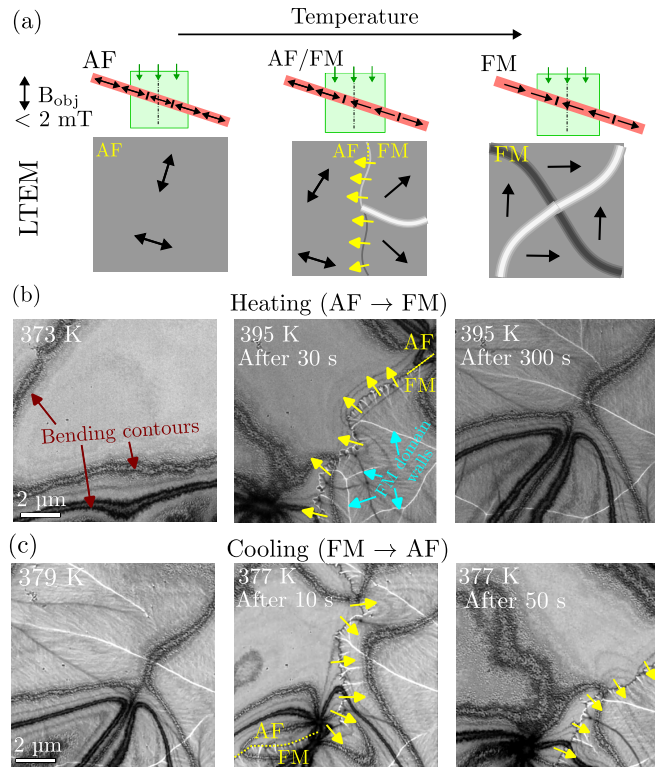 (a)
Temperature
AF
AF/FM
FM
B_obj
< 2 mT
LTEM
AF
AF
FM
FM
(b)
Heating (AF → FM)
373 K
Bending contours
2 μm
395 K
After 30 s
AF
FM
FM domain
walls
395 K
After 300 s
(c)
Cooling (FM → AF)
379 K
2 μm
377 K
After 10 s
AF
FM
377 K
After 50 s